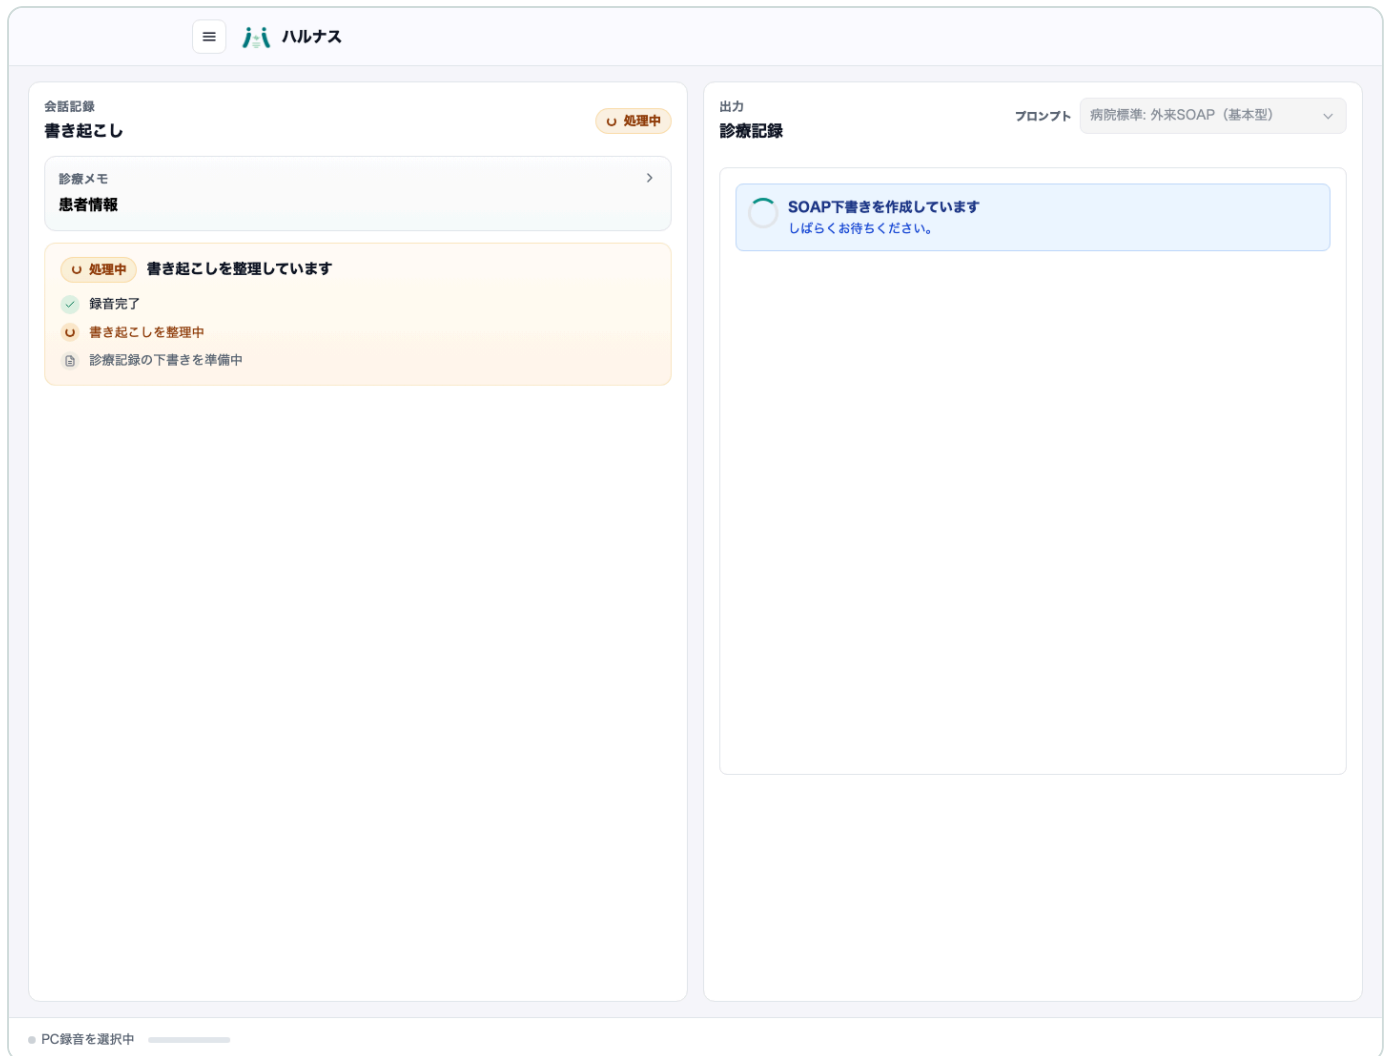 ハルナス
会話記録
書き起こし
処理中
診療メモ
患者情報
処理中 書き起こしを整理しています
録音完了
書き起こしを整理中
診療記録の下書きを準備中
出力
診療記録
プロンプト 病院標準: 外来SOAP（基本型）
SOAP下書きを作成しています
しばらくお待ちください。
PC録音を選択中